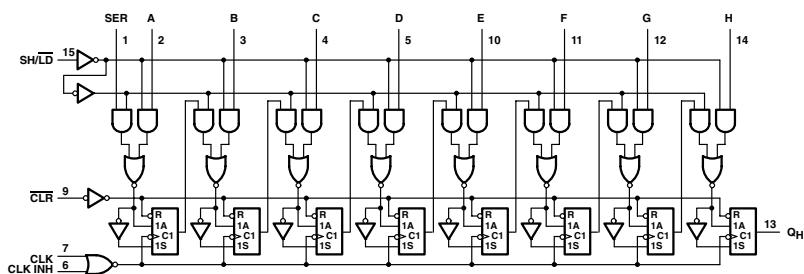 SER A B C D E F G H
1 2 3 4 5 10 11 12 14
SH/L̅D̅ 15
C̅L̅R̅ 9
R R R R R R R R
1A 1A 1A 1A 1A 1A 1A 1A
C1 C1 C1 C1 C1 C1 C1 C1
1S 1S 1S 1S 1S 1S 1S 1S
13 QH
CLK 7
CLK INH 6